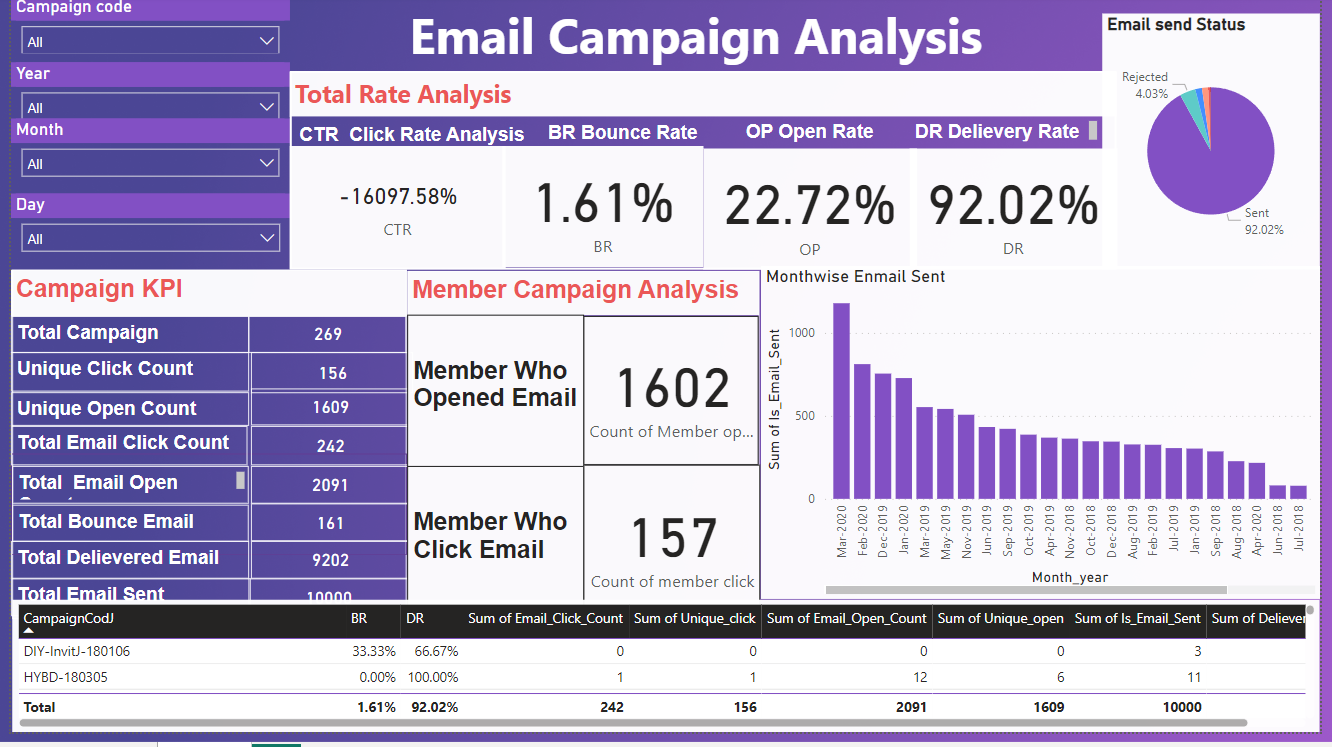 Campaign code
All
Year
All
Month
All
Day
All
Email Campaign Analysis
Total Rate Analysis
CTR Click Rate Analysis
BR Bounce Rate
OP Open Rate
DR Delievery Rate
-16097.58%
CTR
1.61%
BR
22.72%
OP
92.02%
DR
Email send Status
Rejected
4.03%
Sent
92.02%
Campaign KPI
Total Campaign 269
Unique Click Count 156
Unique Open Count 1609
Total Email Click Count 242
Total Email Open 2091
Total Bounce Email 161
Total Delievered Email 9202
Total Email Sent 10000
Member Campaign Analysis
Member Who
Opened Email
1602
Count of Member op...
Member Who
Click Email
157
Count of member click
Monthwise Enmail Sent
Sum of Is_Email_Sent
1000
500
0
Mar-2020
Feb-2020
Dec-2019
Jan-2020
Mar-2019
May-2019
Nov-2019
Jun-2019
Sep-2019
Oct-2019
Apr-2019
Nov-2018
Oct-2018
Dec-2018
Aug-2019
Feb-2019
Jul-2019
Jan-2019
Sep-2018
Aug-2018
Apr-2020
Jun-2018
Jul-2018
Month_year
CampaignCodJ BR DR Sum of Email_Click_Count Sum of Unique_click Sum of Email_Open_Count Sum of Unique_open Sum of Is_Email_Sent Sum of Deliever
DIY-InvitJ-180106 33.33% 66.67% 0 0 0 0 3
HYBD-180305 0.00% 100.00% 1 1 12 6 11
Total 1.61% 92.02% 242 156 2091 1609 10000